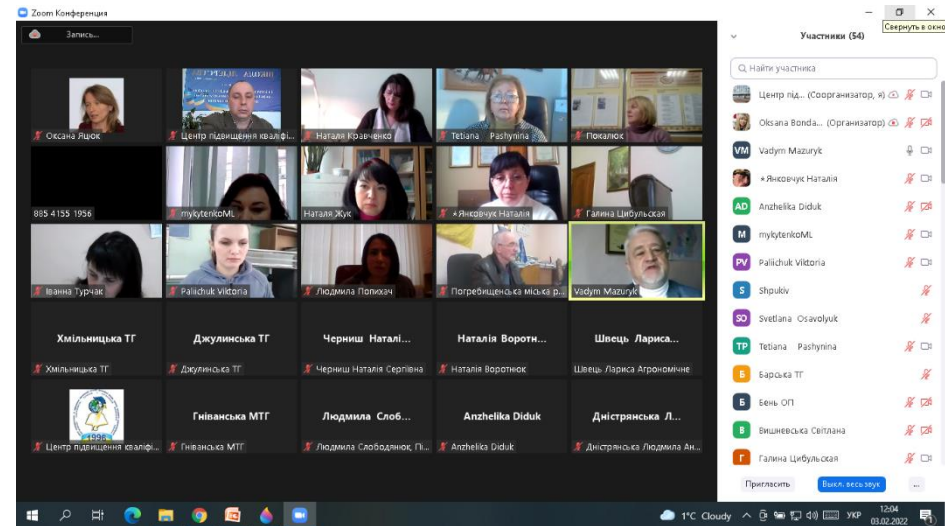 Zoom Конференция
Свернуть в окно
Запись...
Участники (54)
Найти участника
Оксана Яцюк
Центр підвищення кваліфі...
Наталя Кравченко
Tetiana Pashynina
Покалюк
885 4155 1956
mykytenkoML
Наталя Жук
Янковчук Наталія
Галина Цибульская
Іванна Турчак
Paliichuk Viktoria
Людмила Попихач
Погребищенська міська р...
Vadym Mazuryk
Хмільницька ТГ
Джулинська ТГ
Черниш Наталі...
Наталія Воротн...
Швець Лариса...
Хмільницька ТГ
Джулинська ТГ
Черниш Наталія Сергіївна
Наталія Воротнюк
Швець Лариса Агрономічне
1996
Гніванська МТГ
Людмила Слоб...
Anzhelika Diduk
Дністрянська Л...
Центр підвищення кваліфі...
Гніванська МТГ
Людмила Слободянюк, Пі...
Anzhelika Diduk
Дністрянська Людмила Ан...
Центр під... (Соорганизатор, я)
Oksana Bonda... (Организатор)
VM Vadym Mazuryk
Янковчук Наталія
AD Anzhelika Diduk
M mykytenkoML
PV Paliichuk Viktoria
S Shpukiv
SO Svetlana Osavolyuk
TP Tetiana Pashynina
Б Барська ТГ
Б Бень ОП
В Вишневська Світлана
Г Галина Цибульская
Пригласить
Выкл. весь звук
...
1°C Cloudy
УКР
12:04
03.02.2022